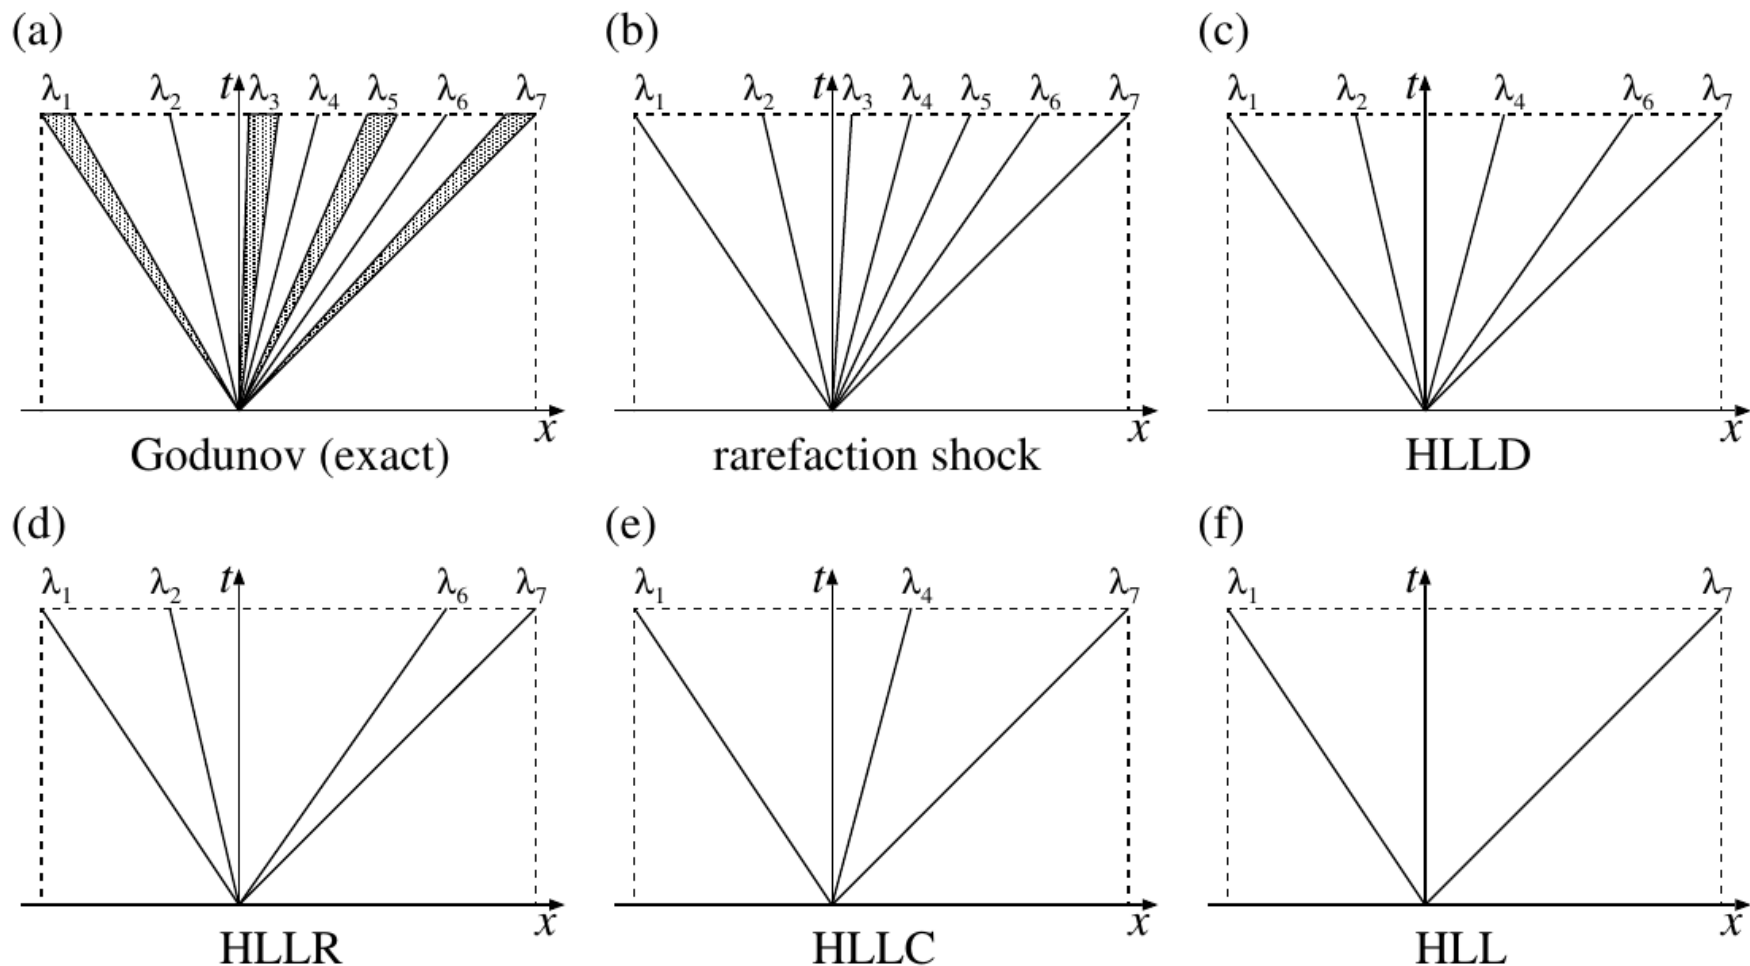 (a) (b) (c)
λ₁ λ₂ t λ₃ λ₄ λ₅ λ₆ λ₇ λ₁ λ₂ t λ₃ λ₄ λ₅ λ₆ λ₇ λ₁ λ₂ t λ₄ λ₆ λ₇
x x x
Godunov (exact) rarefaction shock HLLD
(d) (e) (f)
λ₁ λ₂ t λ₆ λ₇ λ₁ t λ₄ λ₇ λ₁ t λ₇
x x x
HLLR HLLC HLL